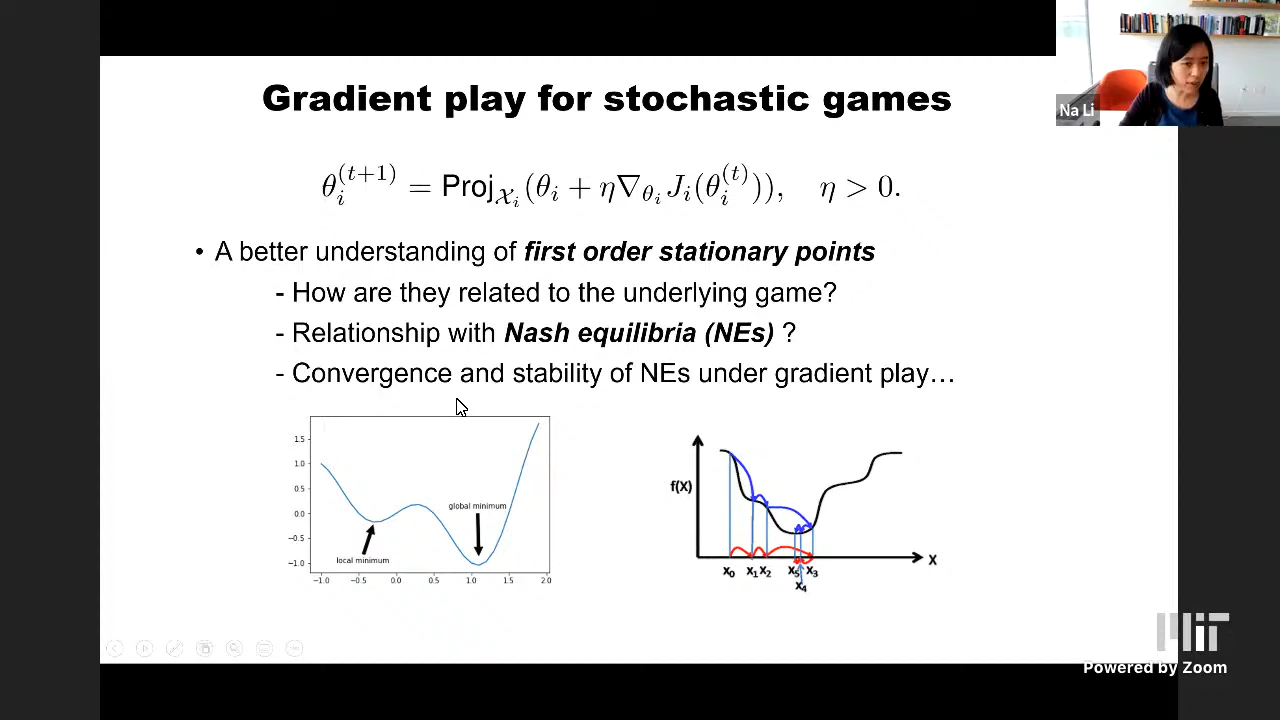 Gradient play for stochastic games
Na Li
θ_i^{(t+1)} = Proj_{𝒳_i}(θ_i + η∇_{θ_i} J_i(θ_i^{(t)})), η > 0.
• A better understanding of first order stationary points
- How are they related to the underlying game?
- Relationship with Nash equilibria (NEs) ?
- Convergence and stability of NEs under gradient play…
1.5
1.0
0.5
0.0
−0.5
−1.0
global minimum
local minimum
−1.0 −0.5 0.0 0.5 1.0 1.5 2.0
f(X)
X
x₀ x₁ x₂ x₅ x₃
x₄
MIT
Powered by Zoom